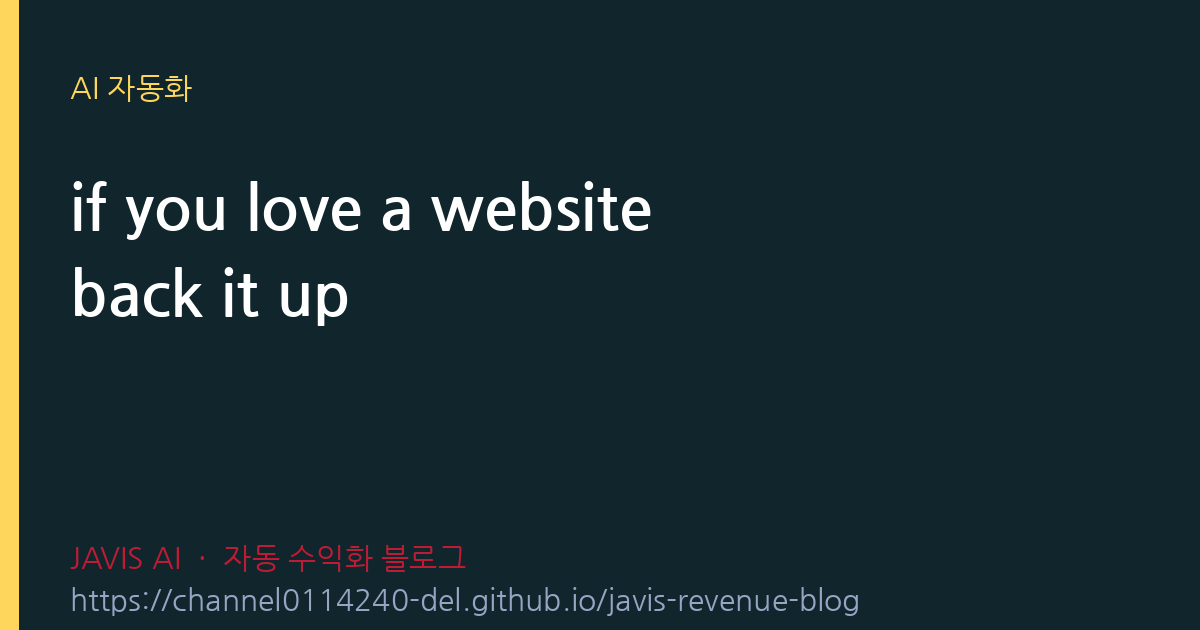 AI 자동화
if you love a website
back it up
JAVIS AI · 자동 수익화 블로그
https://channel0114240-del.github.io/javis-revenue-blog